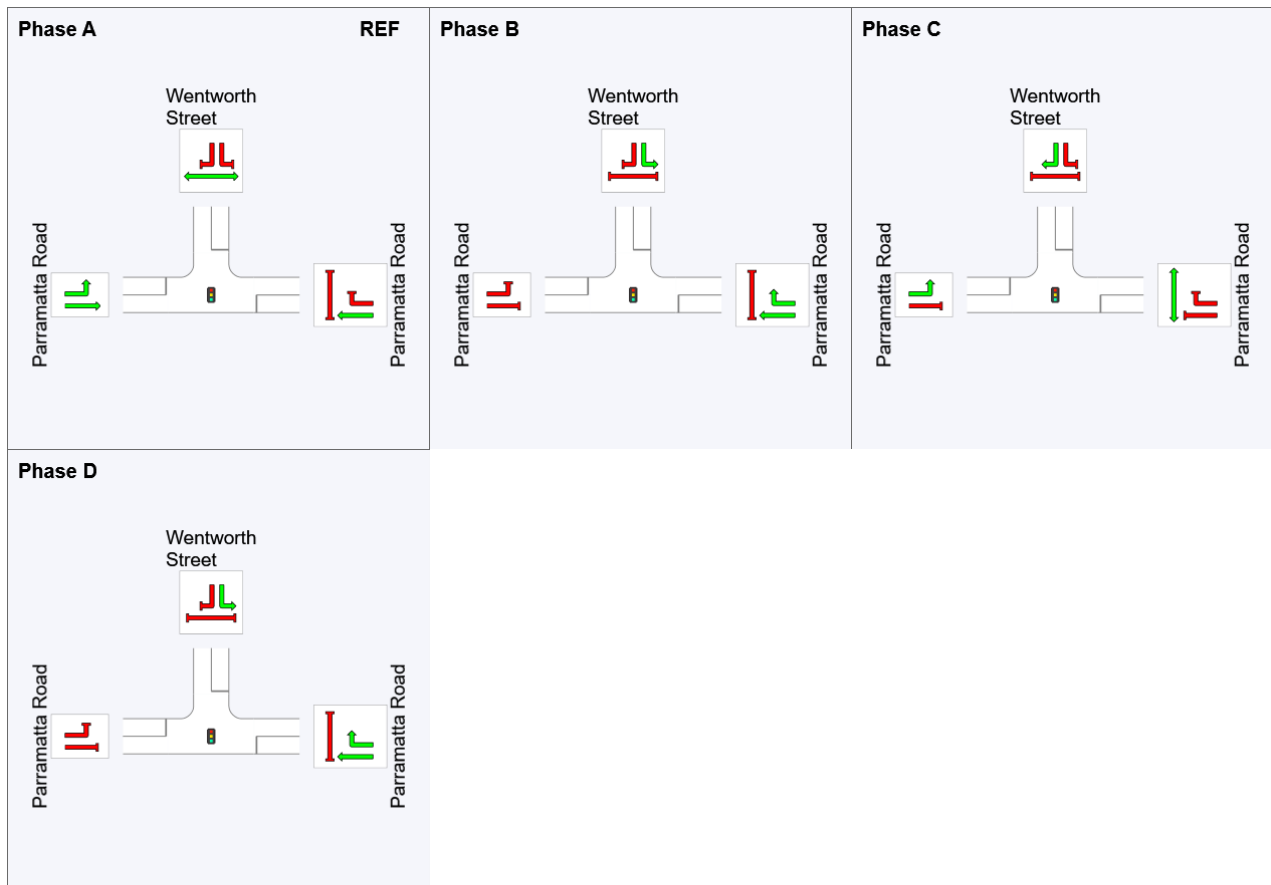 Phase A
REF
Wentworth
Street
Parramatta Road
Parramatta Road
Phase B
Wentworth
Street
Parramatta Road
Parramatta Road
Phase C
Wentworth
Street
Parramatta Road
Parramatta Road
Phase D
Wentworth
Street
Parramatta Road
Parramatta Road